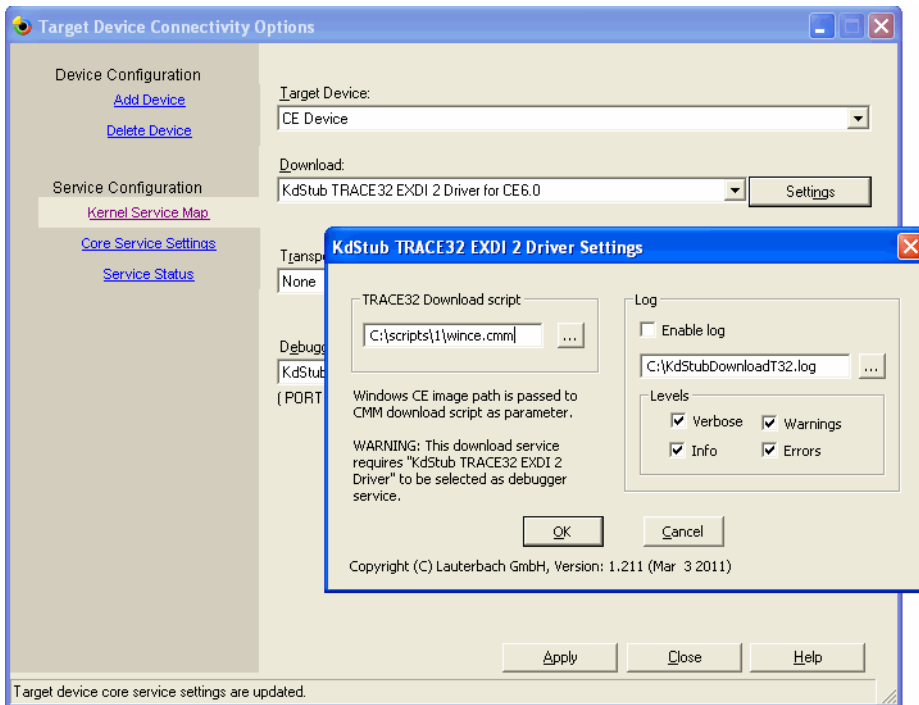 Target Device Connectivity Options
Device Configuration
Add Device
Delete Device
Service Configuration
Kernel Service Map
Core Service Settings
Service Status
Target Device:
CE Device
Download:
KdStub TRACE32 EXDI 2 Driver for CE6.0
Settings
Transp
None
Debugg
KdStub
( PORT
KdStub TRACE32 EXDI 2 Driver Settings
TRACE32 Download script
C:\scripts\1\wince.cmm
...
Windows CE image path is passed to
CMM download script as parameter.
WARNING: This download service
requires "KdStub TRACE32 EXDI 2
Driver" to be selected as debugger
service.
Log
Enable log
C:\KdStubDownloadT32.log
...
Levels
Verbose
Warnings
Info
Errors
OK
Cancel
Copyright (C) Lauterbach GmbH, Version: 1.211 (Mar 3 2011)
Apply
Close
Help
Target device core service settings are updated.